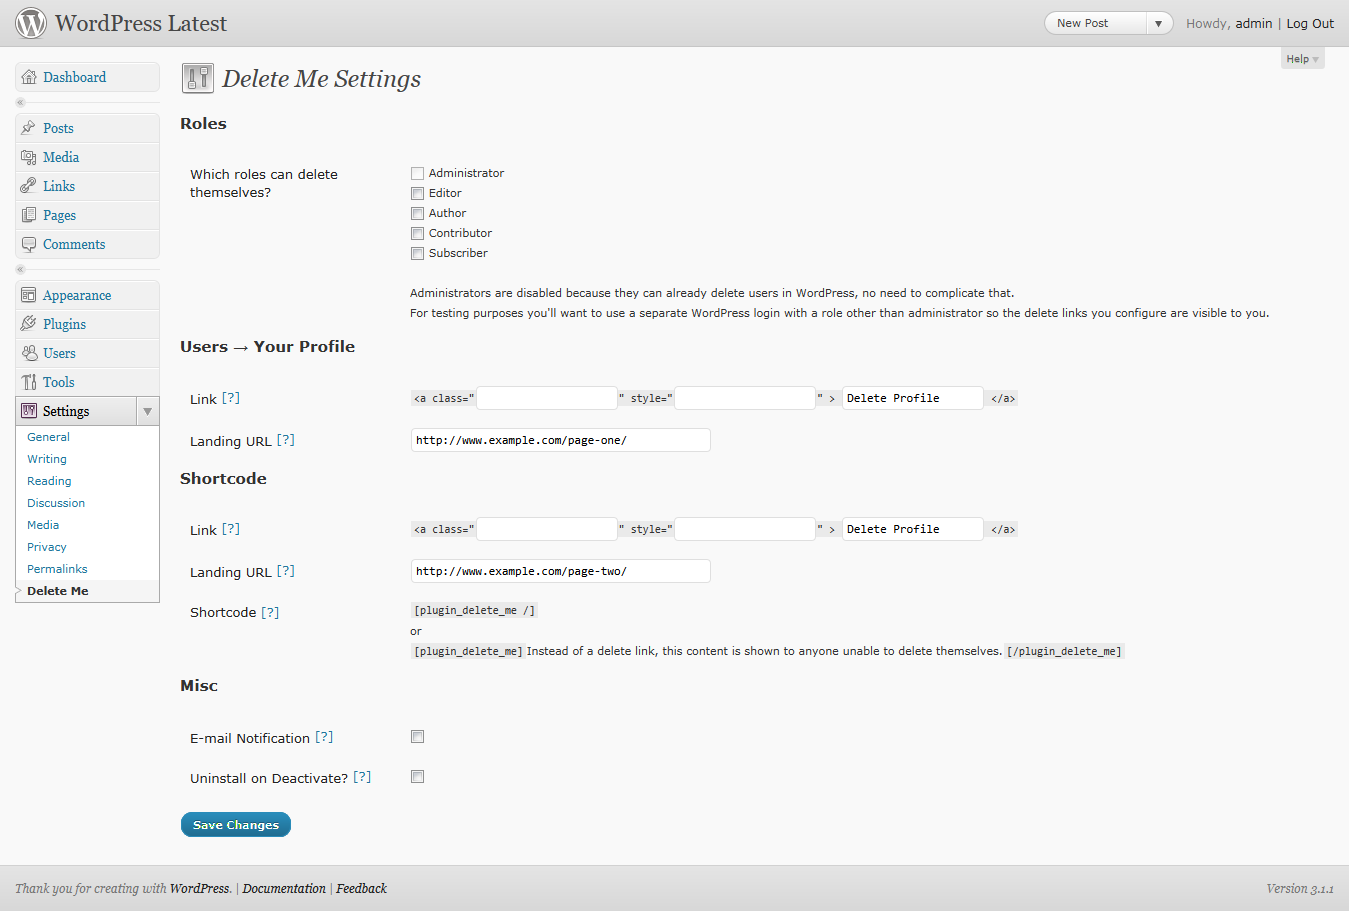 WordPress Latest
New Post
Howdy, admin | Log Out
Help
Dashboard
Posts
Media
Links
Pages
Comments
Appearance
Plugins
Users
Tools
Settings
General
Writing
Reading
Discussion
Media
Privacy
Permalinks
Delete Me
Delete Me Settings
Roles
Which roles can delete
themselves?
Administrator
Editor
Author
Contributor
Subscriber
Administrators are disabled because they can already delete users in WordPress, no need to complicate that.
For testing purposes you'll want to use a separate WordPress login with a role other than administrator so the delete links you configure are visible to you.
Users → Your Profile
Link [?] <a class=" " style=" " > Delete Profile </a>
Landing URL [?] http://www.example.com/page-one/
Shortcode
Link [?] <a class=" " style=" " > Delete Profile </a>
Landing URL [?] http://www.example.com/page-two/
Shortcode [?] [plugin_delete_me /]
or
[plugin_delete_me] Instead of a delete link, this content is shown to anyone unable to delete themselves. [/plugin_delete_me]
Misc
E-mail Notification [?]
Uninstall on Deactivate? [?]
Save Changes
Thank you for creating with WordPress. | Documentation | Feedback
Version 3.1.1